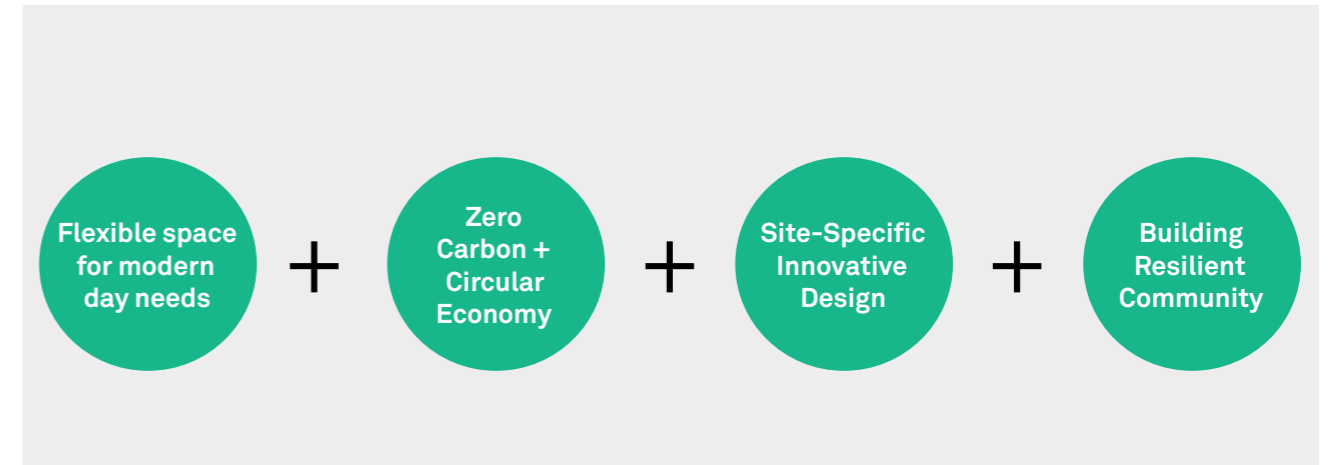 Flexible space
for modern
day needs
+
Zero
Carbon +
Circular
Economy
+
Site-Specific
Innovative
Design
+
Building
Resilient
Community